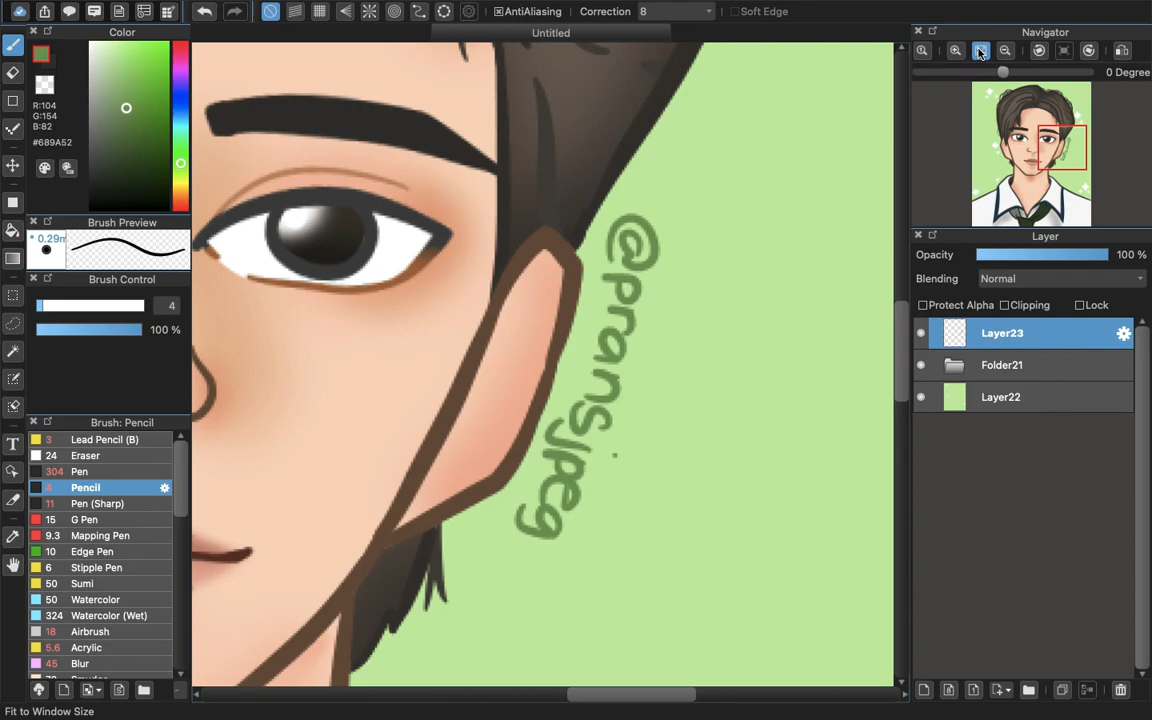 AntiAliasing
Correction
8
Soft Edge
Untitled
Color
R:104
G:154
B:82
#689A52
Brush Preview
* 0.29m
Brush Control
4
100 %
Brush: Pencil
3 Lead Pencil (B)
24 Eraser
304 Pen
4 Pencil
11 Pen (Sharp)
15 G Pen
9.3 Mapping Pen
10 Edge Pen
6 Stipple Pen
50 Sumi
50 Watercolor
324 Watercolor (Wet)
18 Airbrush
5.6 Acrylic
45 Blur
Fit to Window Size
@pransjpeg
Navigator
0 Degree
Layer
Opacity
100 %
Blending
Normal
Protect Alpha
Clipping
Lock
Layer23
Folder21
Layer22